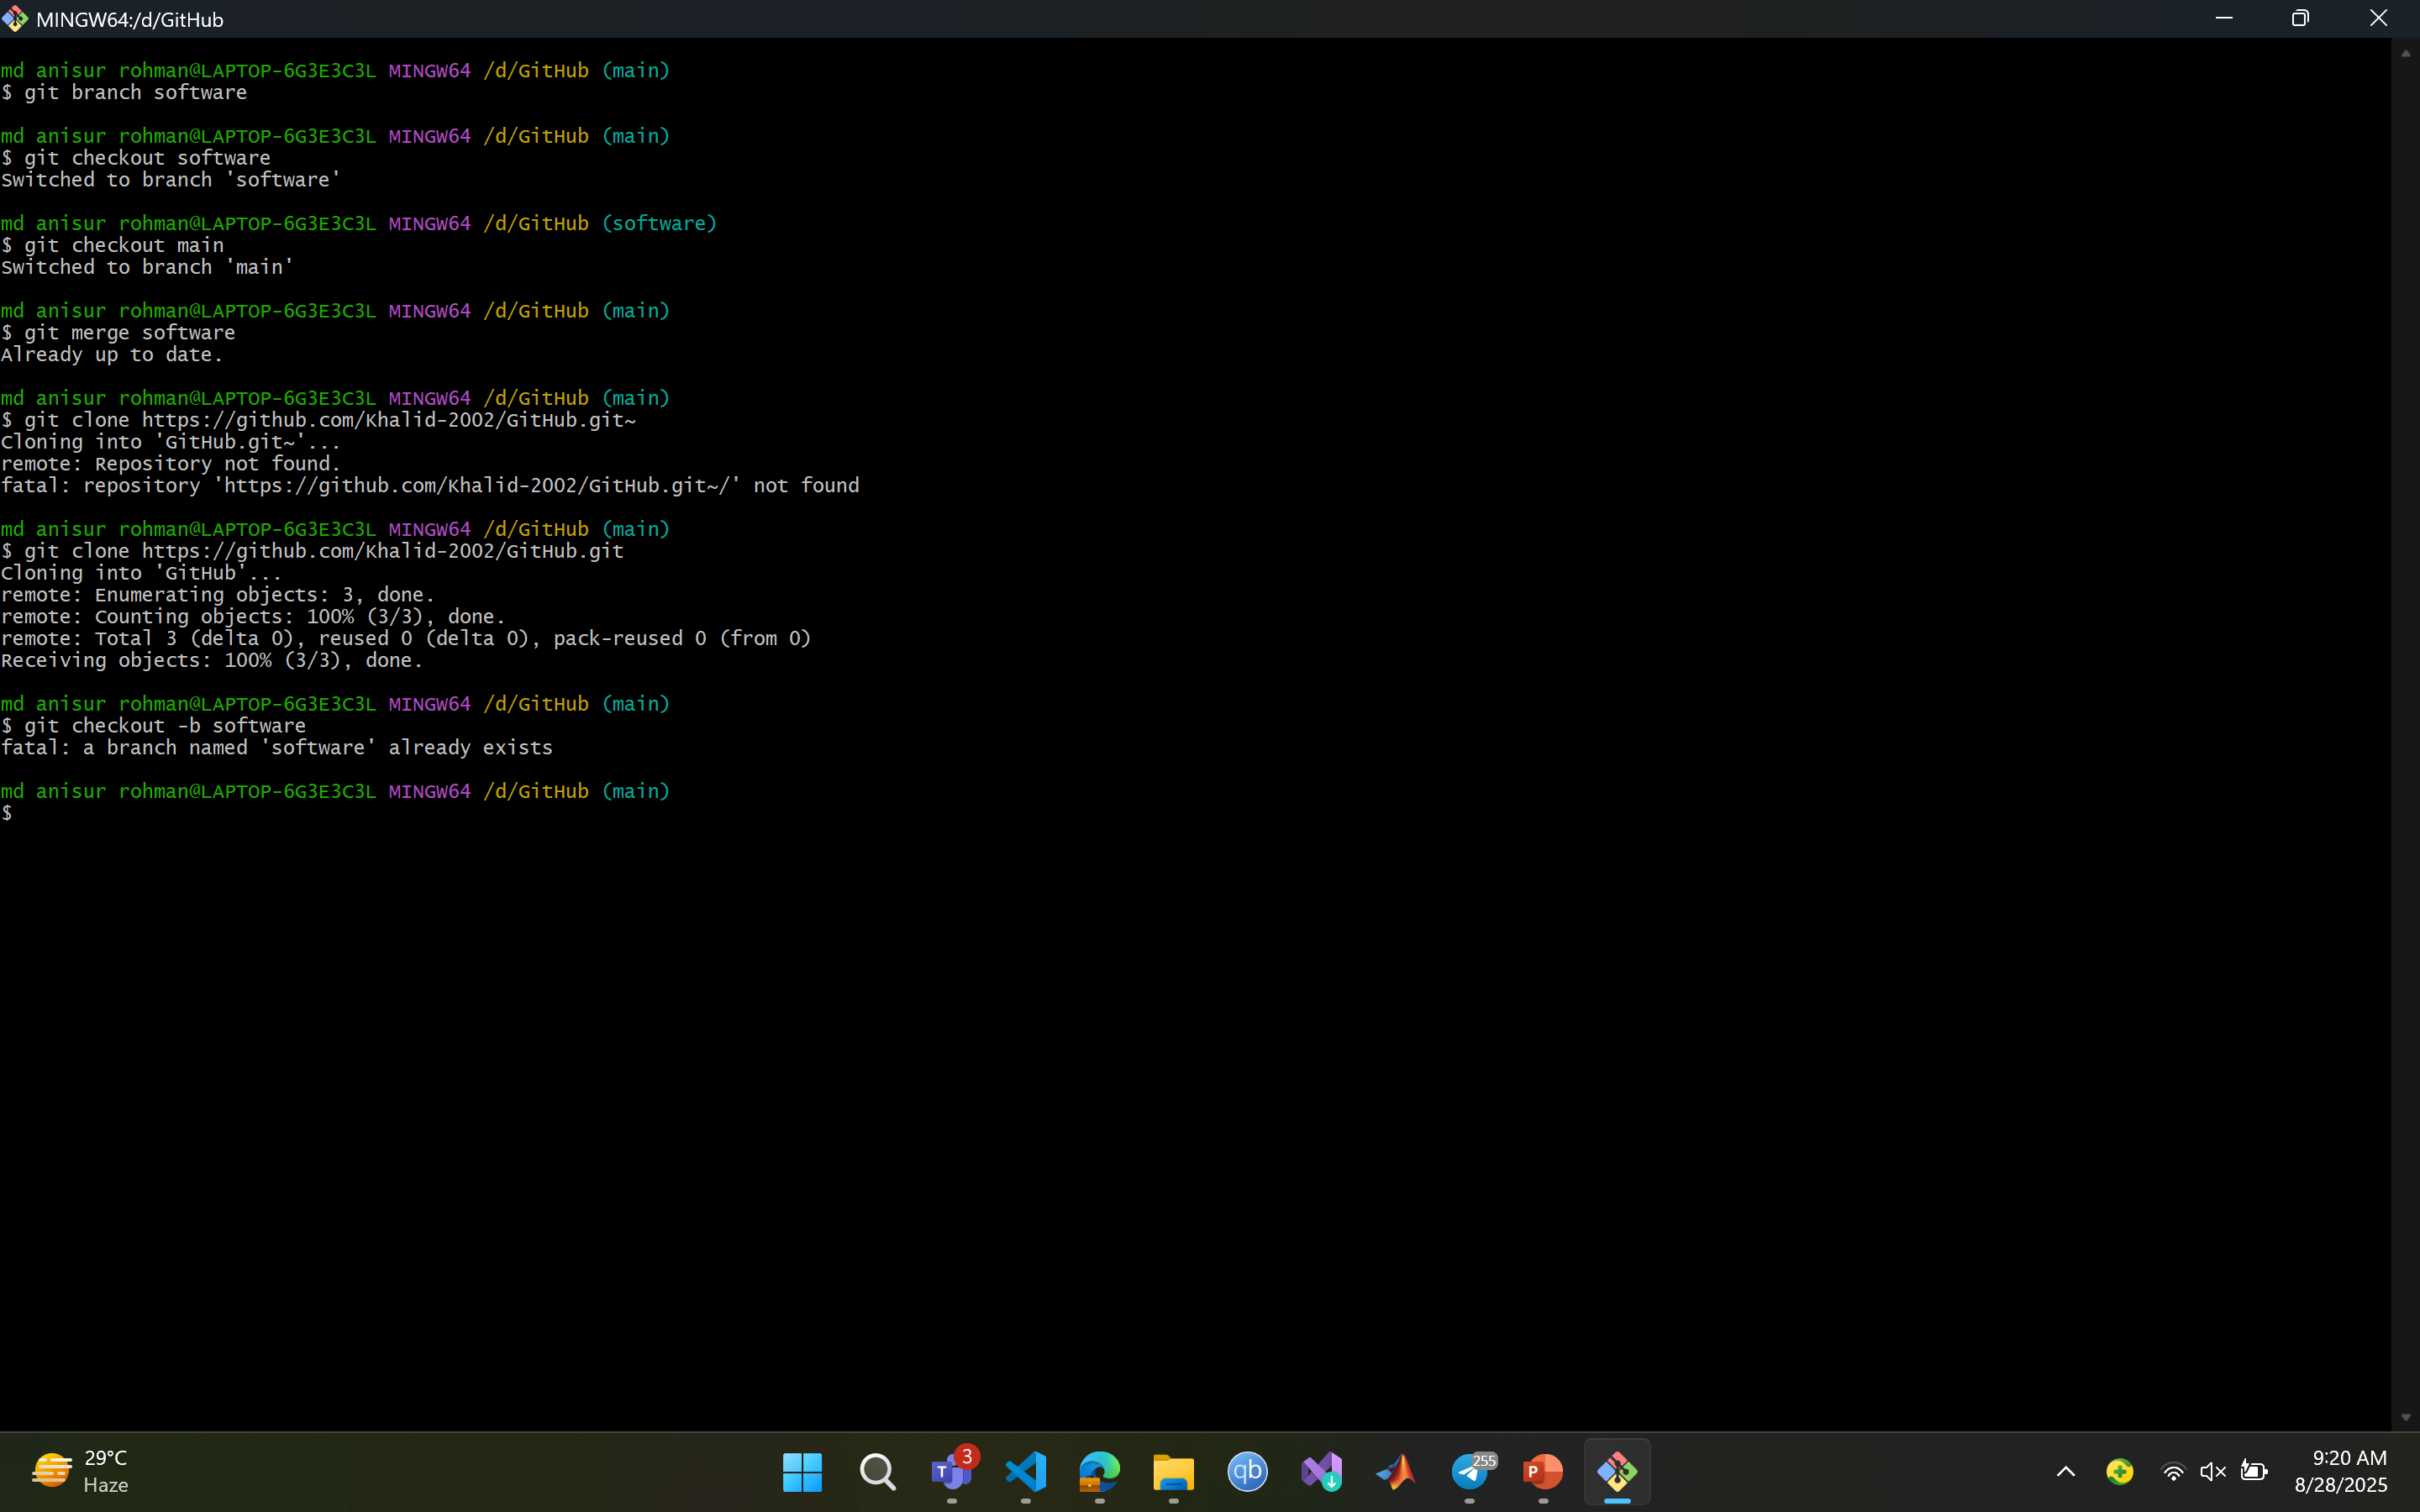 MINGW64:/d/GitHub
md anisur rohman@LAPTOP-6G3E3C3L MINGW64 /d/GitHub (main)
$ git branch software
md anisur rohman@LAPTOP-6G3E3C3L MINGW64 /d/GitHub (main)
$ git checkout software
Switched to branch 'software'
md anisur rohman@LAPTOP-6G3E3C3L MINGW64 /d/GitHub (software)
$ git checkout main
Switched to branch 'main'
md anisur rohman@LAPTOP-6G3E3C3L MINGW64 /d/GitHub (main)
$ git merge software
Already up to date.
md anisur rohman@LAPTOP-6G3E3C3L MINGW64 /d/GitHub (main)
$ git clone https://github.com/Khalid-2002/GitHub.git~
Cloning into 'GitHub.git~'...
remote: Repository not found.
fatal: repository 'https://github.com/Khalid-2002/GitHub.git~/' not found
md anisur rohman@LAPTOP-6G3E3C3L MINGW64 /d/GitHub (main)
$ git clone https://github.com/Khalid-2002/GitHub.git
Cloning into 'GitHub'...
remote: Enumerating objects: 3, done.
remote: Counting objects: 100% (3/3), done.
remote: Total 3 (delta 0), reused 0 (delta 0), pack-reused 0 (from 0)
Receiving objects: 100% (3/3), done.
md anisur rohman@LAPTOP-6G3E3C3L MINGW64 /d/GitHub (main)
$ git checkout -b software
fatal: a branch named 'software' already exists
md anisur rohman@LAPTOP-6G3E3C3L MINGW64 /d/GitHub (main)
$
29°C
Haze
T 3
qb
255
P
9:20 AM
8/28/2025